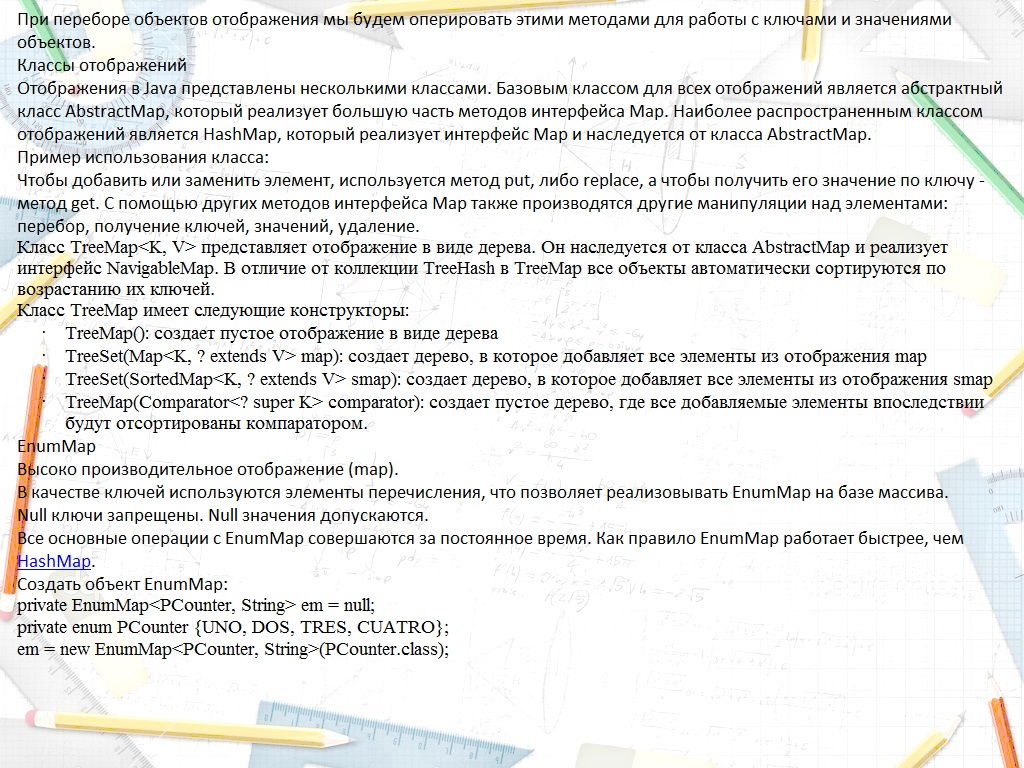 При переборе объектов отображения мы будем оперировать этими методами для работы с ключами и значениями
объектов.
Классы отображений
Отображения в Java представлены несколькими классами. Базовым классом для всех отображений является абстрактный
класс AbstractMap, который реализует большую часть методов интерфейса Map. Наиболее распространенным классом
отображений является HashMap, который реализует интерфейс Map и наследуется от класса AbstractMap.
Пример использования класса:
Чтобы добавить или заменить элемент, используется метод put, либо replace, а чтобы получить его значение по ключу -
метод get. С помощью других методов интерфейса Map также производятся другие манипуляции над элементами:
перебор, получение ключей, значений, удаление.
Класс TreeMap<K, V> представляет отображение в виде дерева. Он наследуется от класса AbstractMap и реализует
интерфейс NavigableMap. В отличие от коллекции TreeHash в TreeMap все объекты автоматически сортируются по
возрастанию их ключей.
Класс TreeMap имеет следующие конструкторы:
· TreeMap(): создает пустое отображение в виде дерева
· TreeSet(Map<K, ? extends V> map): создает дерево, в которое добавляет все элементы из отображения map
· TreeSet(SortedMap<K, ? extends V> smap): создает дерево, в которое добавляет все элементы из отображения smap
· TreeMap(Comparator<? super K> comparator): создает пустое дерево, где все добавляемые элементы впоследствии
будут отсортированы компаратором.
EnumMap
Высоко производительное отображение (map).
В качестве ключей используются элементы перечисления, что позволяет реализовывать EnumMap на базе массива.
Null ключи запрещены. Null значения допускаются.
Все основные операции с EnumMap совершаются за постоянное время. Как правило EnumMap работает быстрее, чем
HashMap.
Создать объект EnumMap:
private EnumMap<PCounter, String> em = null;
private enum PCounter {UNO, DOS, TRES, CUATRO};
em = new EnumMap<PCounter, String>(PCounter.class);